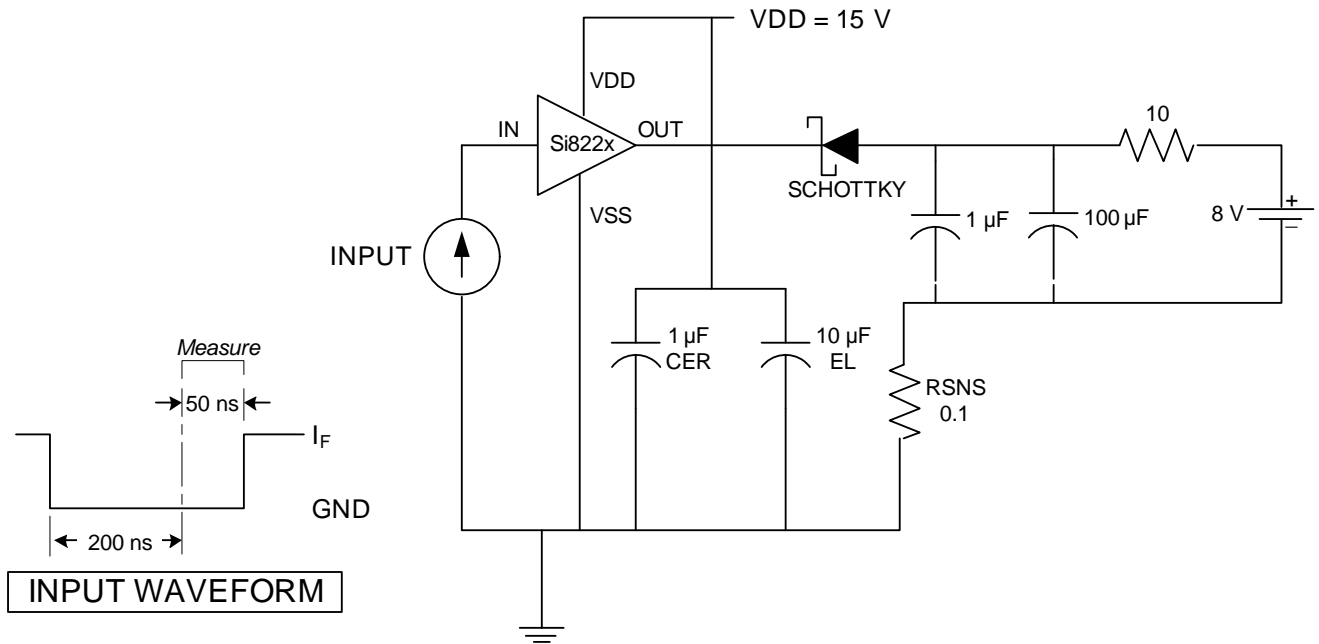 VDD = 15 V
VDD
10
IN
OUT
Si822x
SCHOTTKY
VSS
1 µF
100 µF
8 V
+
–
INPUT
1 µF
CER
10 µF
EL
RSNS
0.1
Measure
50 ns
IF
GND
200 ns
INPUT WAVEFORM